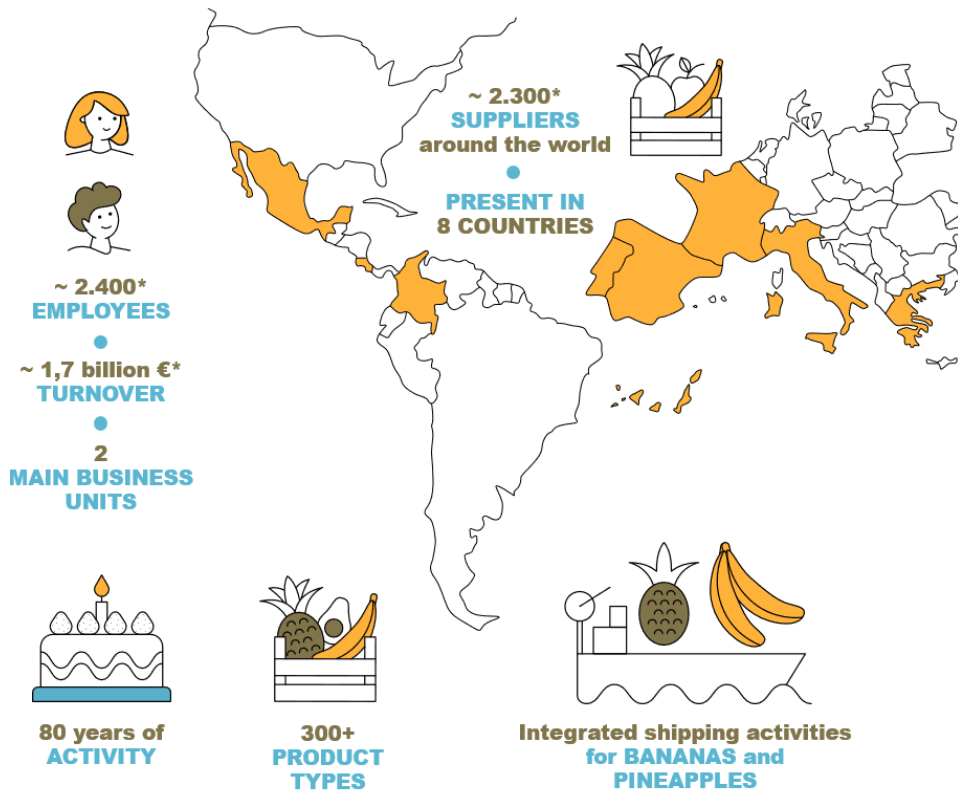 ~ 2.300*
SUPPLIERS
around the world
PRESENT IN
8 COUNTRIES
~ 2.400*
EMPLOYEES
~ 1,7 billion €*
TURNOVER
2
MAIN BUSINESS
UNITS
80 years of
ACTIVITY
300+
PRODUCT
TYPES
Integrated shipping activities
for BANANAS and
PINEAPPLES